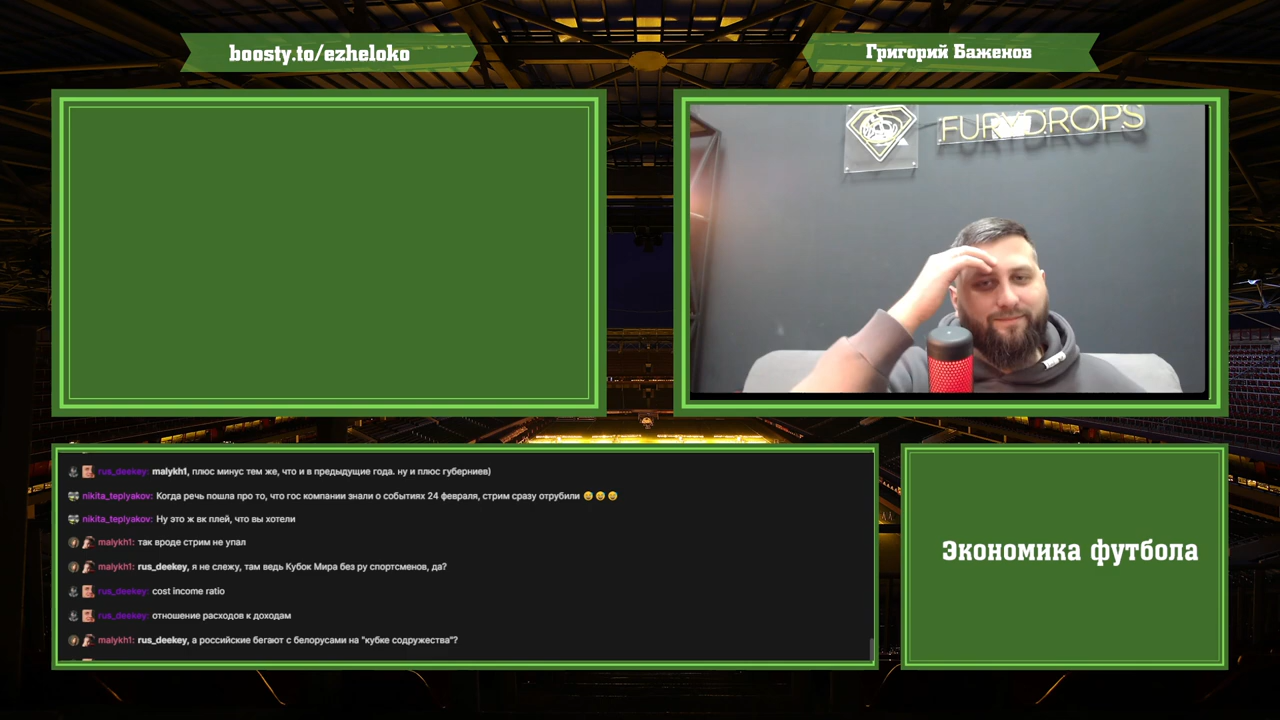 boosty.to/ezheloko
Григорий Баженов
FURYDROPS
rus_deekey: malykh1, плюс минус тем же, что и в предыдущие года. ну и плюс губерниев)
nikita_teplyakov: Когда речь пошла про то, что гос компании знали о событиях 24 февраля, стрим сразу отрубили 😅😅😅
nikita_teplyakov: Ну это ж вк плей, что вы хотели
malykh1: так вроде стрим не упал
malykh1: rus_deekey, я не слежу, там ведь Кубок Мира без ру спортсменов, да?
rus_deekey: cost income ratio
rus_deekey: отношение расходов к доходам
malykh1: rus_deekey, а российские бегают с белорусами на "кубке содружества"?
Экономика футбола